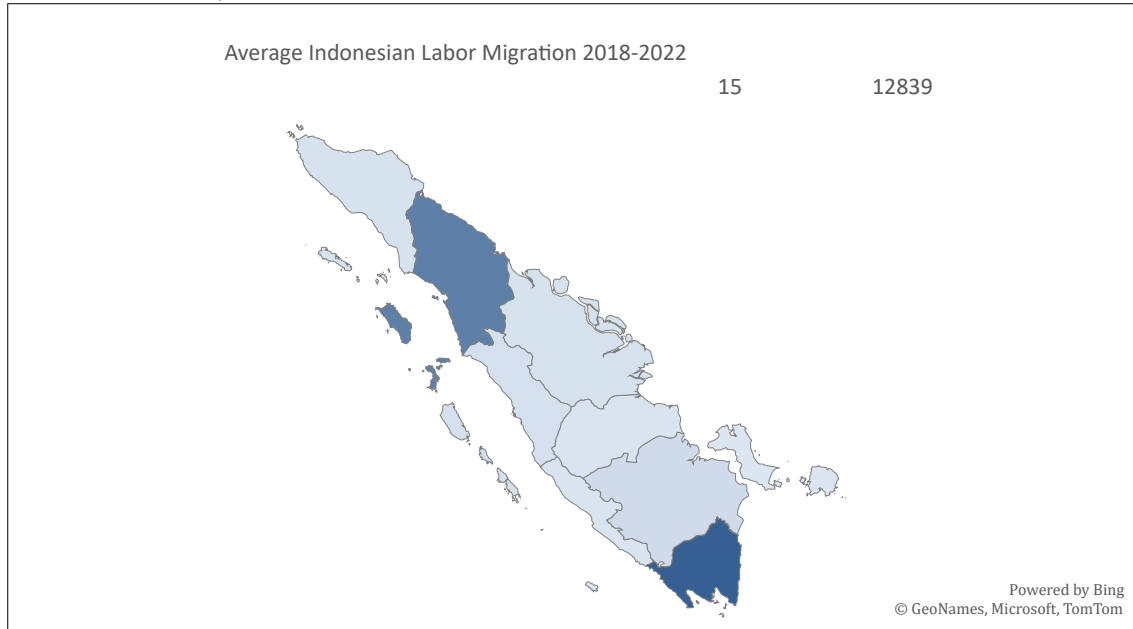 Average Indonesian Labor Migration 2018-2022
15 12839
Powered by Bing
© GeoNames, Microsoft, TomTom